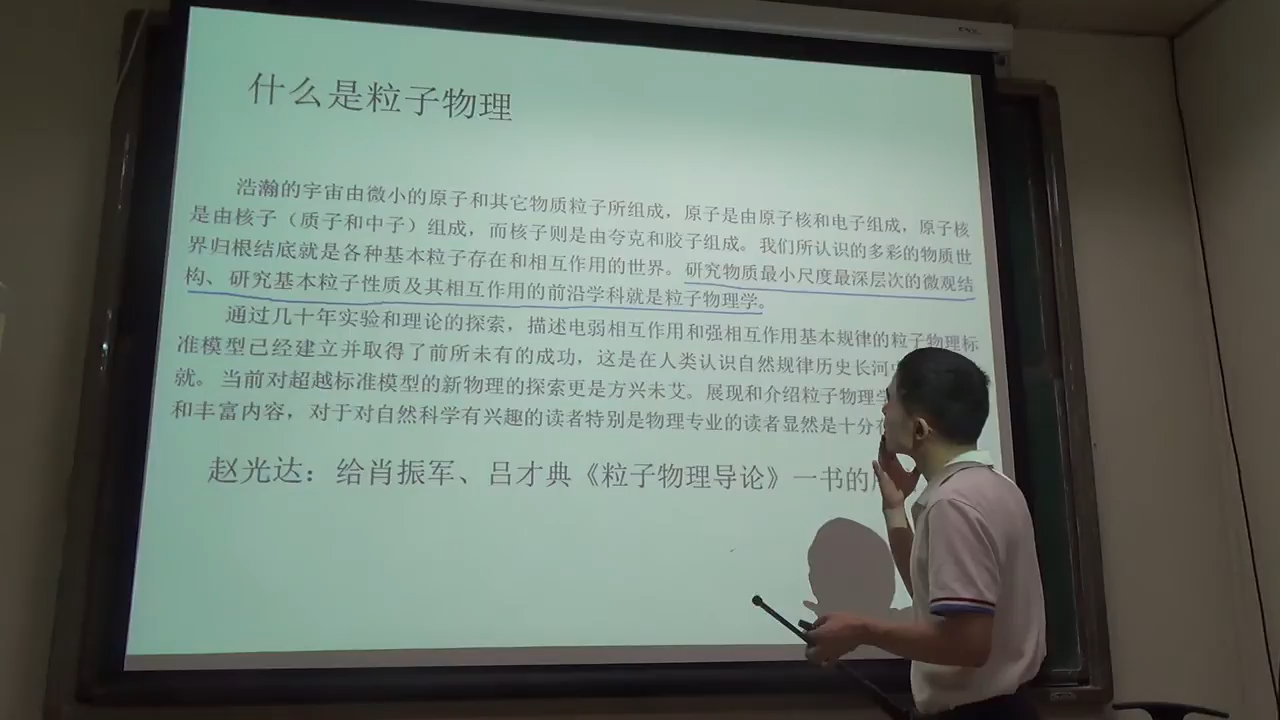 什么是粒子物理
浩瀚的宇宙由微小的原子和其它物质粒子所组成，原子是由原子核和电子组成，原子核
是由核子（质子和中子）组成，而核子则是由夸克和胶子组成。我们所认识的多彩的物质世
界归根结底就是各种基本粒子存在和相互作用的世界。研究物质最小尺度最深层次的微观结
构、研究基本粒子性质及其相互作用的前沿学科就是粒子物理学。
通过几十年实验和理论的探索，描述电弱相互作用和强相互作用基本规律的粒子物理标
准模型已经建立并取得了前所未有的成功，这是在人类认识自然规律历史长河
就。当前对超越标准模型的新物理的探索更是方兴未艾。展现和介绍粒子物理学
和丰富内容，对于对自然科学有兴趣的读者特别是物理专业的读者显然是十分
赵光达：给肖振军、吕才典《粒子物理导论》一书的